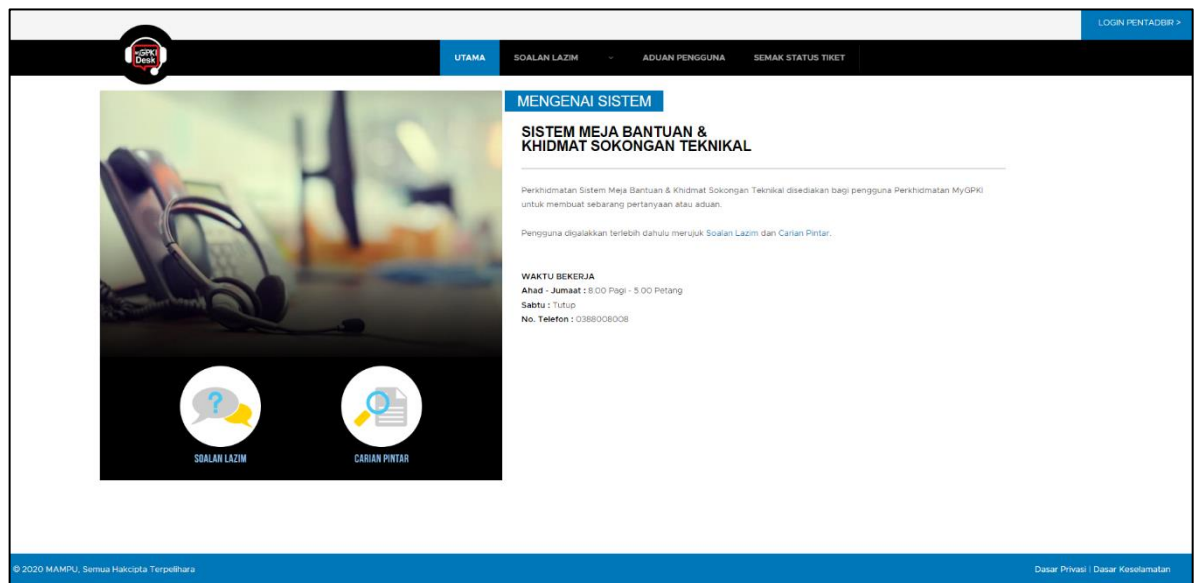 LOGIN PENTADBIR >
MyGPKI
Desk
UTAMA
SOALAN LAZIM
ADUAN PENGGUNA
SEMAK STATUS TIKET
MENGENAI SISTEM
SISTEM MEJA BANTUAN &
KHIDMAT SOKONGAN TEKNIKAL
Perkhidmatan Sistem Meja Bantuan & Khidmat Sokongan Teknikal disediakan bagi pengguna Perkhidmatan MyGPKI
untuk membuat sebarang pertanyaan atau aduan.
Pengguna digalakkan terlebih dahulu merujuk Soalan Lazim dan Carian Pintar.
WAKTU BEKERJA
Ahad - Jumaat : 8.00 Pagi - 5.00 Petang
Sabtu : Tutup
No. Telefon : 0388008008
SOALAN LAZIM
CARIAN PINTAR
© 2020 MAMPU, Semua Hakcipta Terpelihara
Dasar Privasi | Dasar Keselamatan